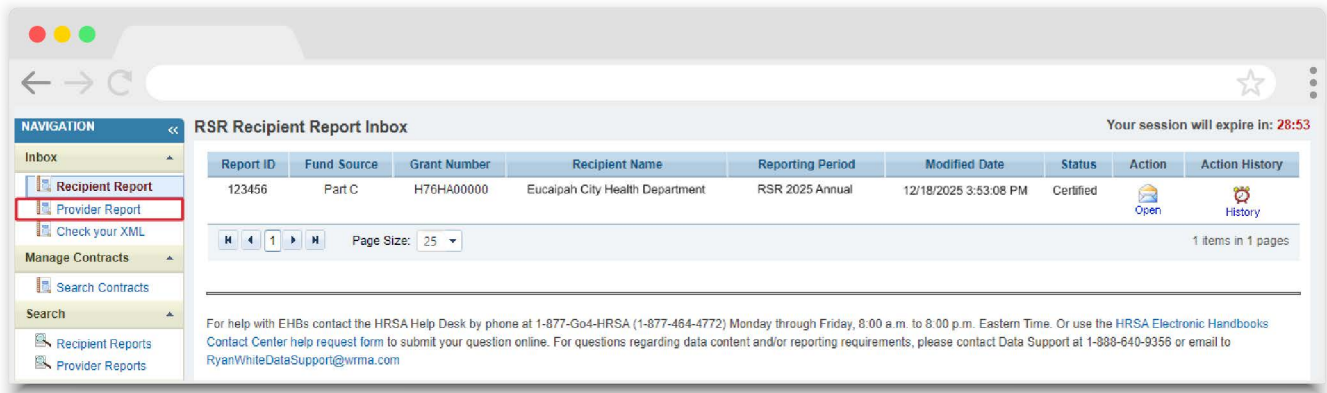 NAVIGATION «
RSR Recipient Report Inbox
Your session will expire in: 28:53
Inbox
Recipient Report
Provider Report
Check your XML
Manage Contracts
Search Contracts
Search
Recipient Reports
Provider Reports
Report ID Fund Source Grant Number Recipient Name Reporting Period Modified Date Status Action Action History
123456 Part C H76HA00000 Eucaipah City Health Department RSR 2025 Annual 12/18/2025 3:53:08 PM Certified Open History
1 Page Size: 25 1 items in 1 pages
For help with EHBs contact the HRSA Help Desk by phone at 1-877-Go4-HRSA (1-877-464-4772) Monday through Friday, 8:00 a.m. to 8:00 p.m. Eastern Time. Or use the HRSA Electronic Handbooks
Contact Center help request form to submit your question online. For questions regarding data content and/or reporting requirements, please contact Data Support at 1-888-640-9356 or email to
RyanWhiteDataSupport@wrma.com